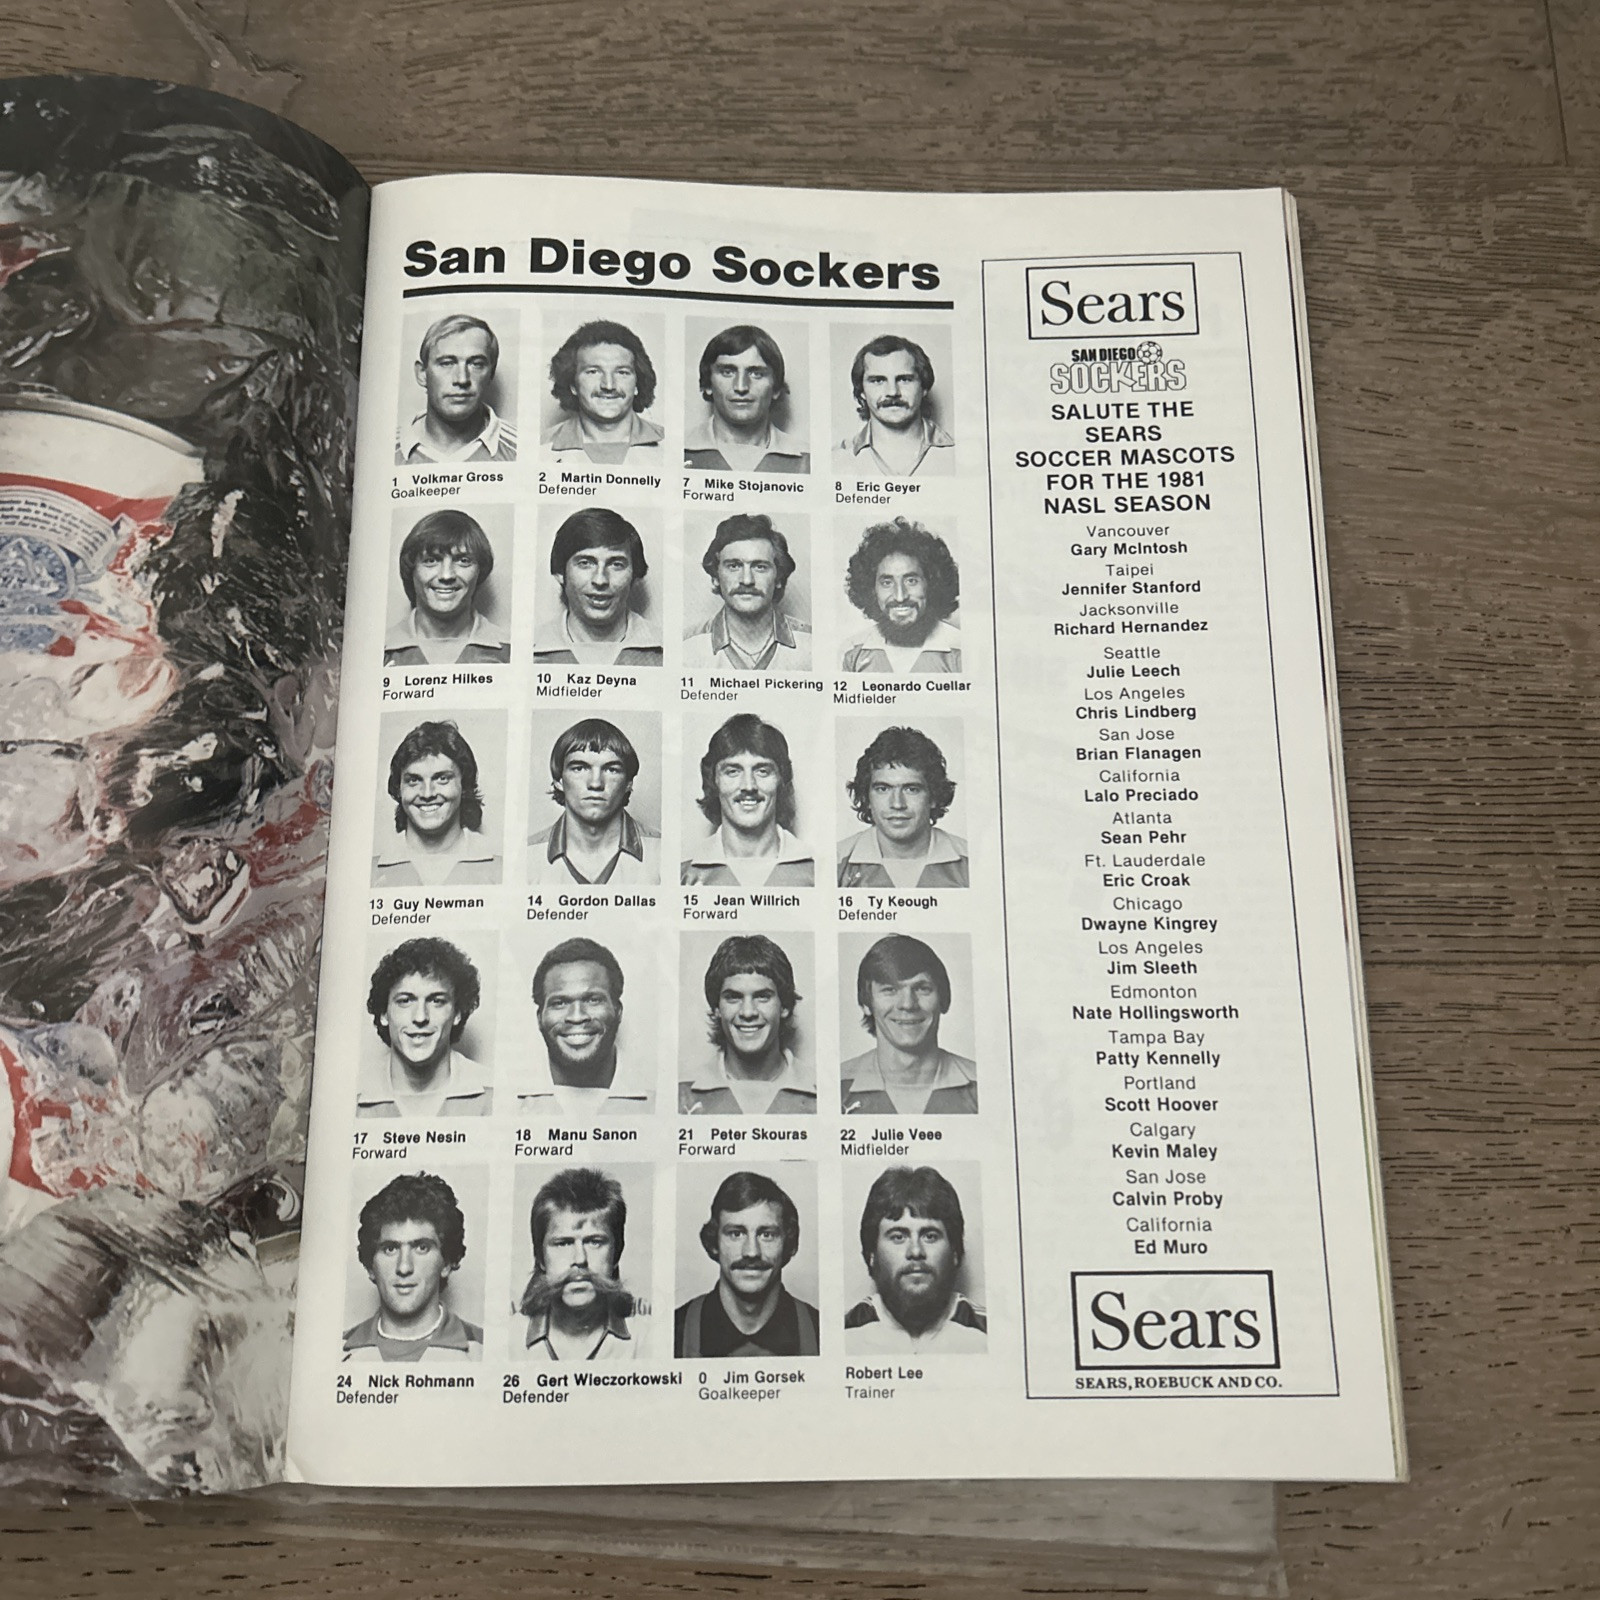 San Diego Sockers
1 Volkmar Gross
Goalkeeper
2 Martin Donnelly
Defender
7 Mike Stojanovic
Forward
8 Eric Geyer
Defender
9 Lorenz Hilkes
Forward
10 Kaz Deyna
Midfielder
11 Michael Pickering
Defender
12 Leonardo Cuellar
Midfielder
13 Guy Newman
Defender
14 Gordon Dallas
Defender
15 Jean Willrich
Forward
16 Ty Keough
Defender
17 Steve Nesin
Forward
18 Manu Sanon
Forward
21 Peter Skouras
Forward
22 Julie Veee
Midfielder
24 Nick Rohmann
Defender
26 Gert Wieczorkowski
Defender
0 Jim Gorsek
Goalkeeper
Robert Lee
Trainer
Sears
SAN DIEGO
SOCKERS
SALUTE THE
SEARS
SOCCER MASCOTS
FOR THE 1981
NASL SEASON
Vancouver
Gary McIntosh
Taipei
Jennifer Stanford
Jacksonville
Richard Hernandez
Seattle
Julie Leech
Los Angeles
Chris Lindberg
San Jose
Brian Flanagen
California
Lalo Preciado
Atlanta
Sean Pehr
Ft. Lauderdale
Eric Croak
Chicago
Dwayne Kingrey
Los Angeles
Jim Sleeth
Edmonton
Nate Hollingsworth
Tampa Bay
Patty Kennelly
Portland
Scott Hoover
Calgary
Kevin Maley
San Jose
Calvin Proby
California
Ed Muro
Sears
SEARS, ROEBUCK AND CO.